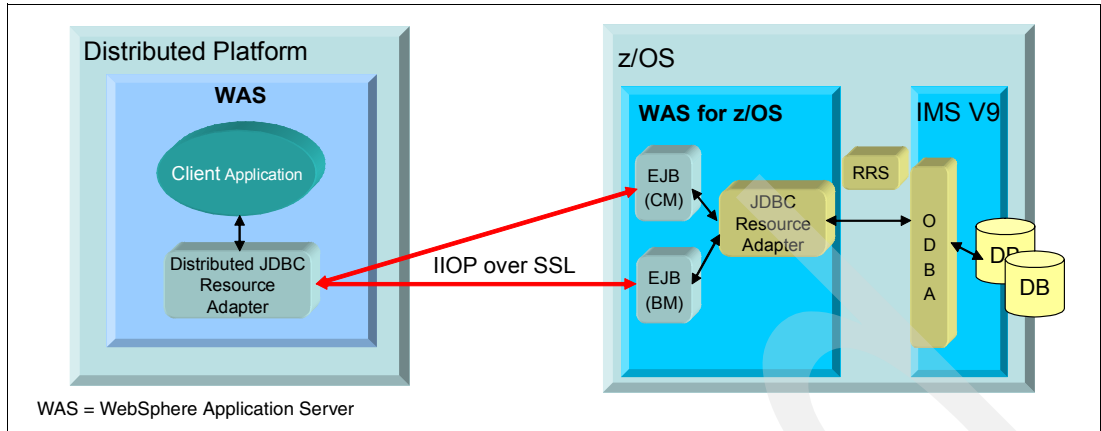 Distributed Platform
WAS
Client Application
Distributed JDBC
Resource
Adapter
IIOP over SSL
z/OS
WAS for z/OS
EJB
(CM)
EJB
(BM)
JDBC
Resource
Adapter
RRS
IMS V9
O
D
B
A
DB
DB
WAS = WebSphere Application Server